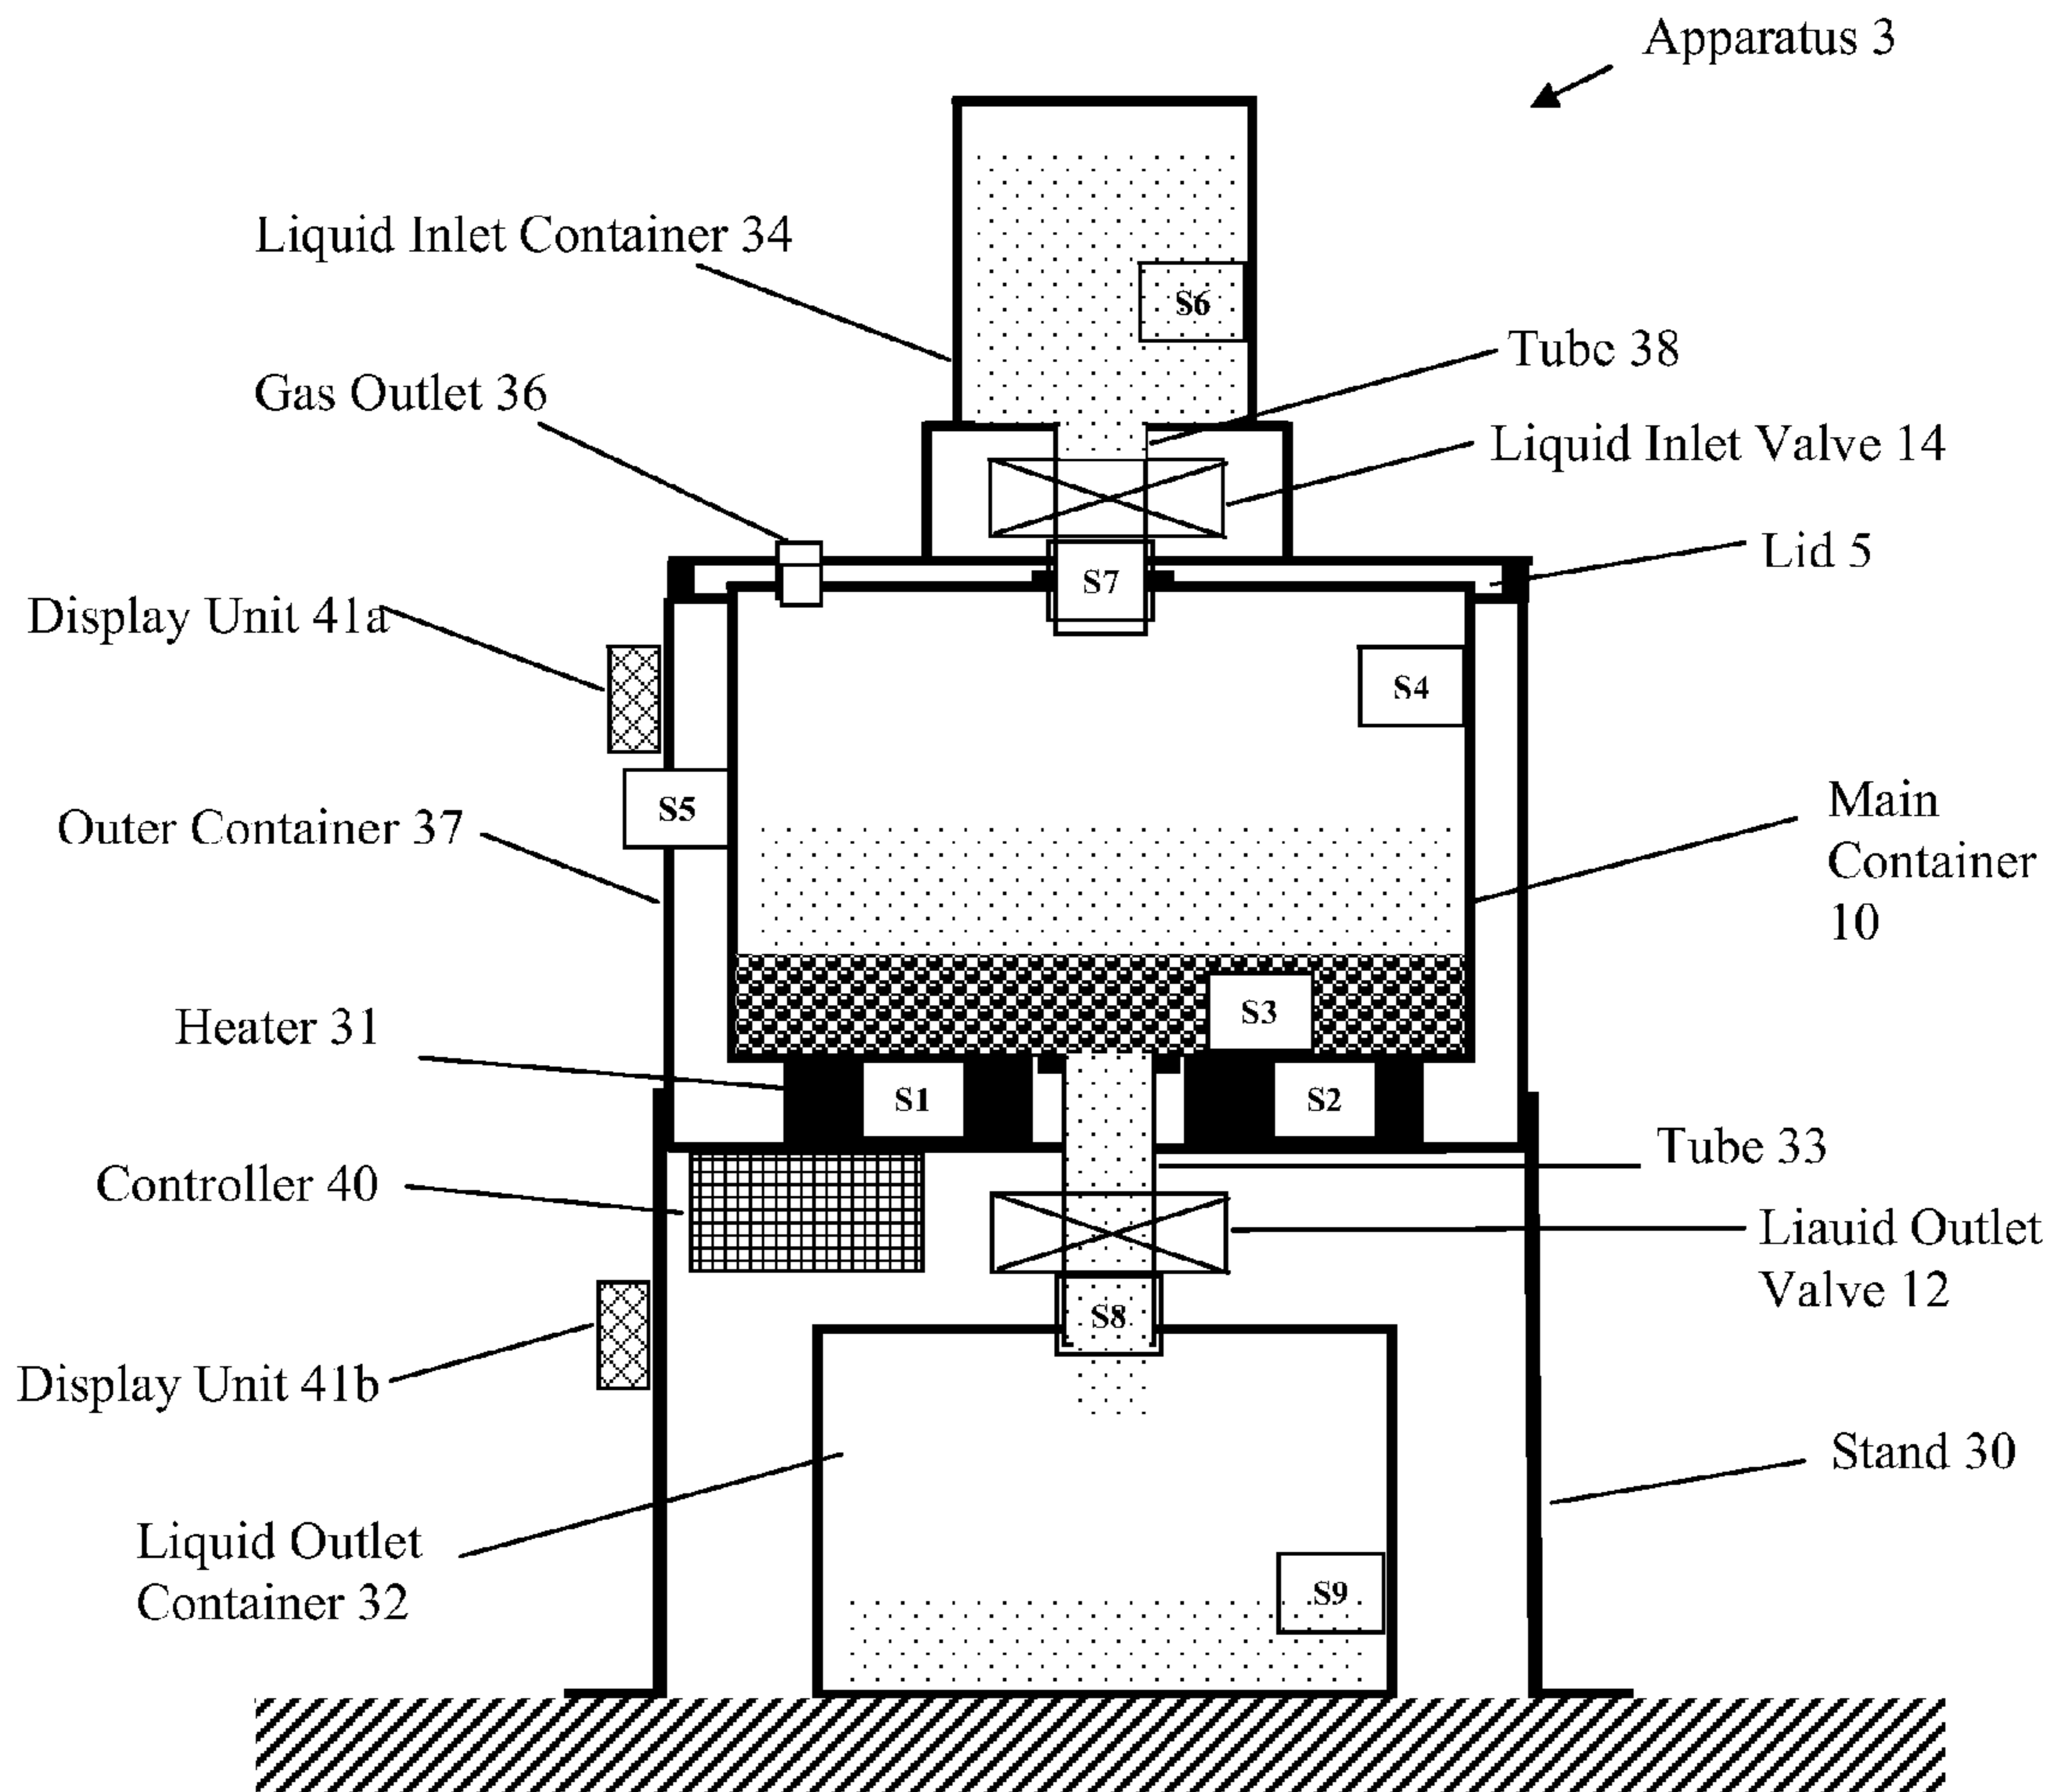 Apparatus 3
Liquid Inlet Container 34
S6
Tubc 38
Gas Outlet 36
Liquid Inlet Valve 14
Lid 5
S7
Display Unit 41a
S4
S5
Outer Container 37
Main
Container
10
S3
Heater 31
S1
S2
Tube 33
Controller 40
Liauid Outlet
Valve 12
S8
Display Unit 41b
Stand 30
Liquid Outlet
Container 32
S9